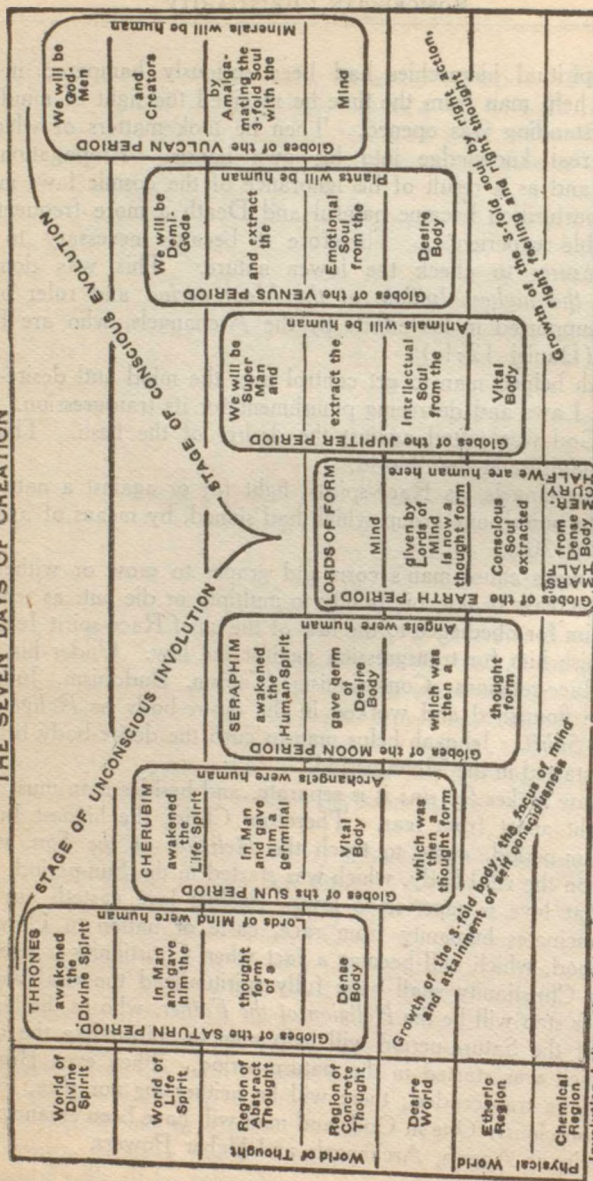 THE SEVEN DAYS OF CREATION
STAGE OF UNCONSCIOUS INVOLUTION
STAGE OF CONSCIOUS EVOLUTION
World of
Divine
Spirit
World of
Life
Spirit
World of Thought
Region of
Abstract
Thought
Region of
Concrete
Thought
Desire
World
Physical World
Etheric
Region
Chemical
Region
THRONES
awakened
the
Divine Spirit
In Man and
gave him the
thought
form
of a
Dense
Body
Globes of the SATURN PERIOD.
Lords of Mind were human
CHERUBIM
awakened
the
Life Spirit
In Man and
gave him a
germinal
Vital
Body
which was
then a
thought form
Globes of ths SUN PERIOD
Archangels were human
SERAPHIM
awakened the
Human Spirit
gave germ of
Desire
Body
which was
then a
thought
form
Globes of the MOON PERIOD
Angels were human
LORDS OF FORM
Mind
given by
Lords of
Mind
is now a
thought form
Conscious
Soul
extracted
from
Dense
Body
Globes of the EARTH PERIOD
MARS
HALF
MER-
CURY
HALF
We are human here
We will be
Super
Man and
extract the
Intellectual
Soul
from the
Vital
Body
Globes of the JUPITER PERIOD
Animals will be human
We will be
Demi-
Gods
and extract
the
Emotional
Soul
from the
Desire
Body
Globes of the VENUS PERIOD
Plants will be human
We will be
God-
Men
and
Creators
by
Amalga-
mating the
3-fold Soul
with the
Mind
Globes of the VULCAN PERIOD
Minerals will be human
Growth of the 3-fold body, the focus of mind
and attainment of self consciousness
Growth of the 3-fold soul by right action,
right feeling and right thought